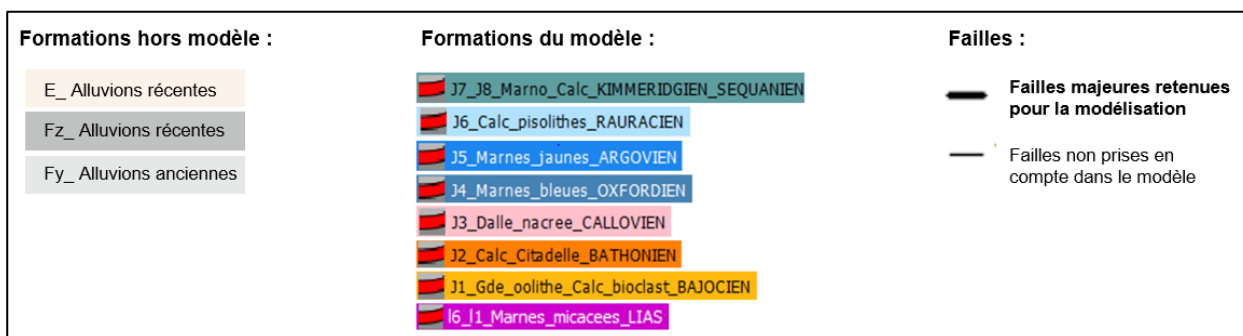 Formations hors modèle :
E_ Alluvions récentes
Fz_ Alluvions récentes
Fy_ Alluvions anciennes
Formations du modèle :
J7_J8_Marno_Calc_KIMMERIDGIEN_SEQUANIEN
J6_Calc_pisolithes_RAURACIEN
J5_Marnes_jaunes_ARGOVIEN
J4_Marnes_bleues_OXFORDIEN
J3_Dalle_nacree_CALLOVIEN
J2_Calc_Citadelle_BATHONIEN
J1_Gde_oolithe_Calc_bioclast_BAJOCIEN
l6_l1_Marnes_micacees_LIAS
Failles :
Failles majeures retenues
pour la modélisation
Failles non prises en
compte dans le modèle